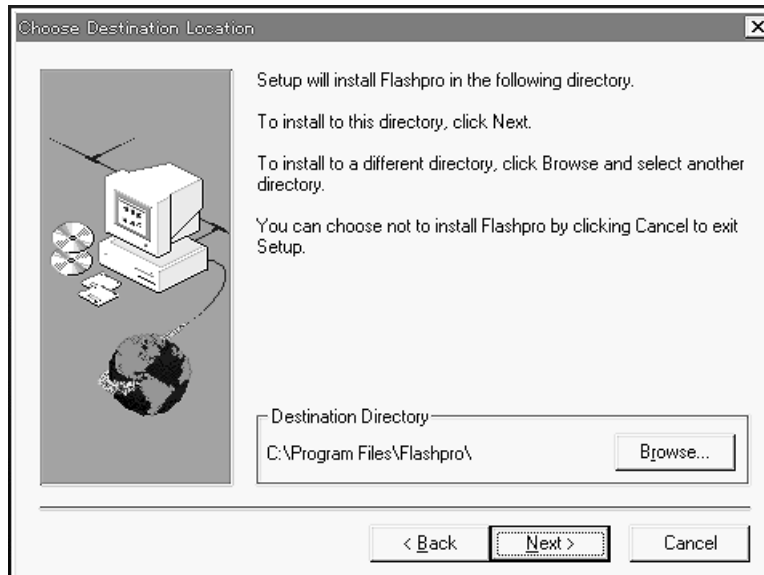 Choose Destination Location
Setup will install Flashpro in the following directory.
To install to this directory, click Next.
To install to a different directory, click Browse and select another
directory.
You can choose not to install Flashpro by clicking Cancel to exit
Setup.
Destination Directory
C:\Program Files\Flashpro\
Browse...
< Back
Next >
Cancel